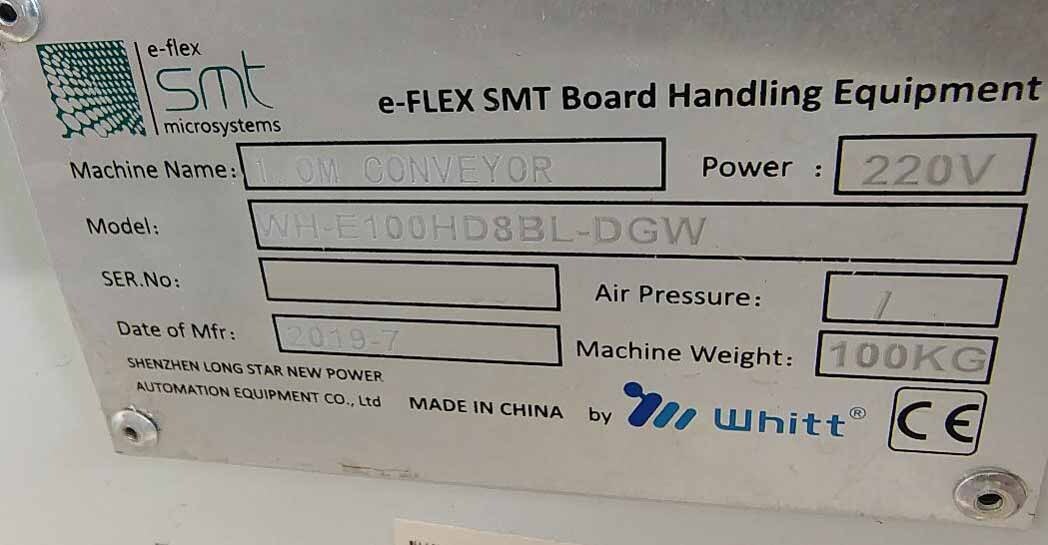 e-flex
smt
microsystems
e-FLEX SMT Board Handling Equipment
Machine Name: 1.0M CONVEYOR Power : 220V
Model: WH-E100HD8BL-DGW
SER.No:
Air Pressure: /
Date of Mfr: 2019-7
Machine Weight: 100KG
SHENZHEN LONG STAR NEW POWER
AUTOMATION EQUIPMENT CO., Ltd
MADE IN CHINA by Whitt® CE